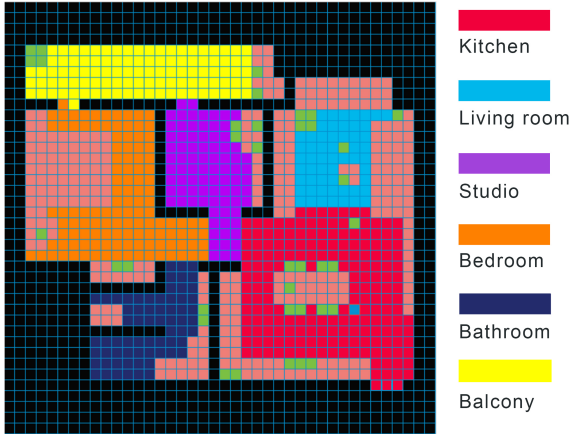 Kitchen
Living room
Studio
Bedroom
Bathroom
Balcony